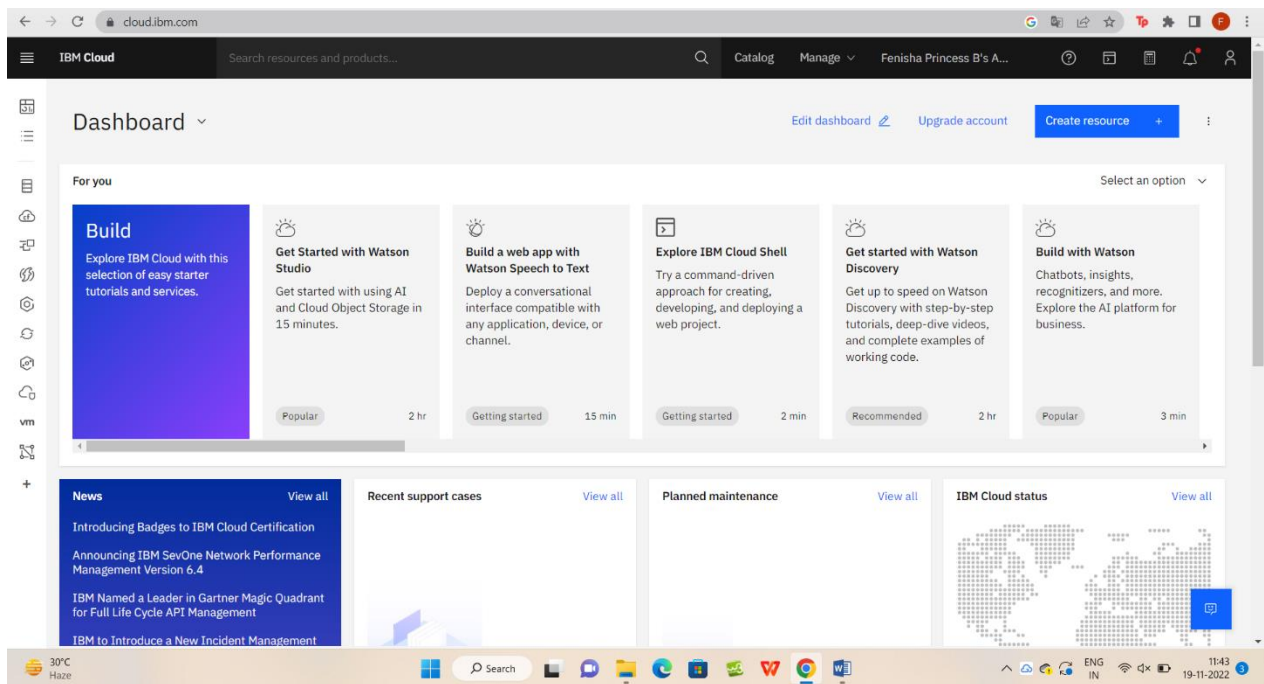 cloud.ibm.com
Tp
F
IBM Cloud
Search resources and products...
Catalog
Manage
Fenisha Princess B's A...
Dashboard
Edit dashboard
Upgrade account
Create resource +
For you
Select an option
Build
Explore IBM Cloud with this
selection of easy starter
tutorials and services.
Get Started with Watson
Studio
Get started with using AI
and Cloud Object Storage in
15 minutes.
Popular
2 hr
Build a web app with
Watson Speech to Text
Deploy a conversational
interface compatible with
any application, device, or
channel.
Getting started
15 min
Explore IBM Cloud Shell
Try a command-driven
approach for creating,
developing, and deploying a
web project.
Getting started
2 min
Get started with Watson
Discovery
Get up to speed on Watson
Discovery with step-by-step
tutorials, deep-dive videos,
and complete examples of
working code.
Recommended
2 hr
Build with Watson
Chatbots, insights,
recognizers, and more.
Explore the AI platform for
business.
Popular
3 min
vm
+
News
View all
Introducing Badges to IBM Cloud Certification
Announcing IBM SevOne Network Performance
Management Version 6.4
IBM Named a Leader in Gartner Magic Quadrant
for Full Life Cycle API Management
IBM to Introduce a New Incident Management
Recent support cases
View all
Planned maintenance
View all
IBM Cloud status
View all
30°C
Haze
Search
ENG
IN
11:43
19-11-2022
3